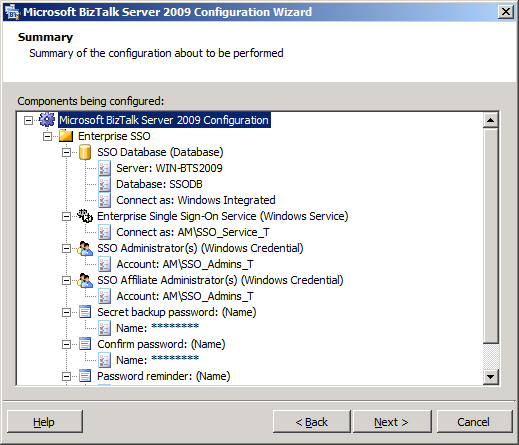 Microsoft BizTalk Server 2009 Configuration Wizard
Summary
Summary of the configuration about to be performed
Components being configured:
Microsoft BizTalk Server 2009 Configuration
Enterprise SSO
SSO Database (Database)
Server: WIN-BTS2009
Database: SSODB
Connect as: Windows Integrated
Enterprise Single Sign-On Service (Windows Service)
Connect as: AM\SSO_Service_T
SSO Administrator(s) (Windows Credential)
Account: AM\SSO_Admins_T
SSO Affiliate Administrator(s) (Windows Credential)
Account: AM\SSO_Admins_T
Secret backup password: (Name)
Name: ********
Confirm password: (Name)
Name: ********
Password reminder: (Name)
Help
< Back
Next >
Cancel